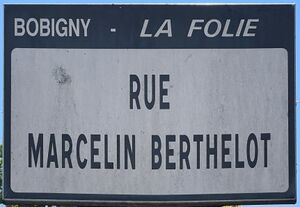 BOBIGNY - LA FOLIE
RUE
MARCELIN BERTHELOT